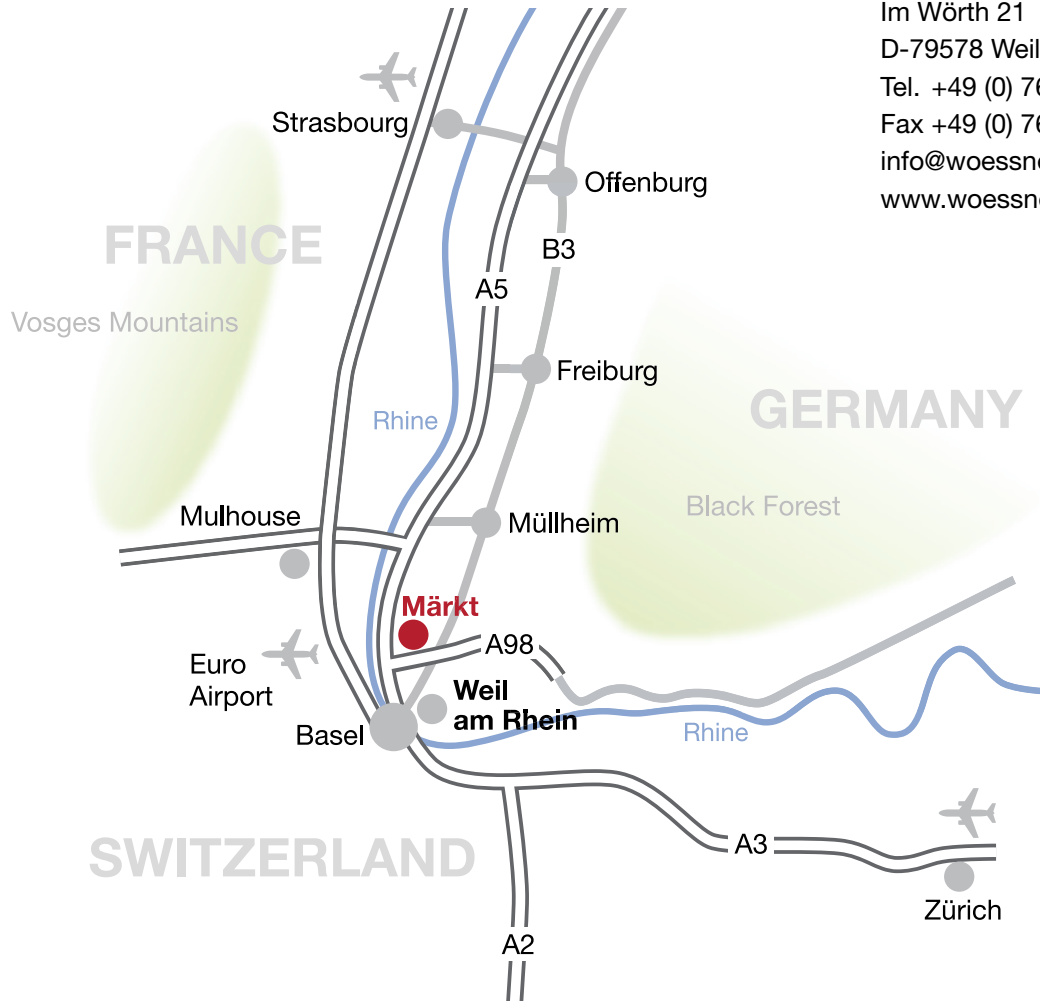 Im Wörth 21
D-79578 Weil
Tel. +49 (0) 76
Fax +49 (0) 76
info@woessne
www.woessne
Strasbourg
Offenburg
FRANCE
B3
A5
Vosges Mountains
Freiburg
GERMANY
Rhine
Black Forest
Mulhouse
Müllheim
Märkt
A98
Euro
Airport
Weil
am Rhein
Basel
Rhine
SWITZERLAND
A3
Zürich
A2